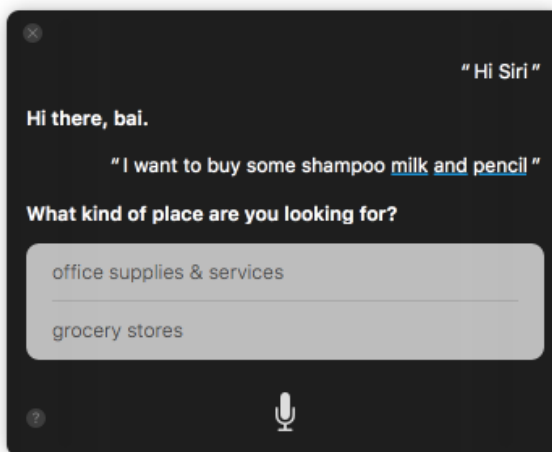 “Hi Siri”
Hi there, bai.
“I want to buy some shampoo milk and pencil”
What kind of place are you looking for?
office supplies & services
grocery stores
?